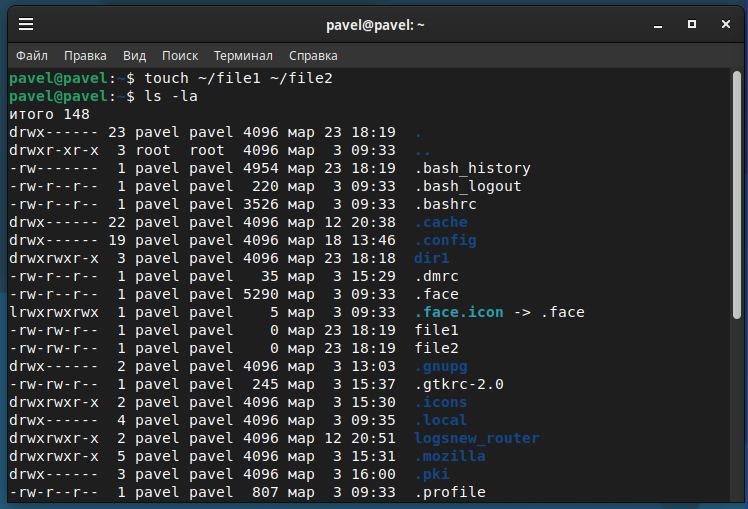 pavel@pavel: ~
Файл Правка Вид Поиск Терминал Справка
pavel@pavel:~$ touch ~/file1 ~/file2
pavel@pavel:~$ ls -la
итого 148
drwx------ 23 pavel pavel 4096 мар 23 18:19 .
drwxr-xr-x  3 root  root  4096 мар  3 09:33 ..
-rw-------  1 pavel pavel 4954 мар 23 18:19 .bash_history
-rw-r--r--  1 pavel pavel  220 мар  3 09:33 .bash_logout
-rw-r--r--  1 pavel pavel 3526 мар  3 09:33 .bashrc
drwx------ 22 pavel pavel 4096 мар 12 20:38 .cache
drwx------ 19 pavel pavel 4096 мар 18 13:46 .config
drwxrwxr-x  3 pavel pavel 4096 мар 23 18:18 dir1
-rw-r--r--  1 pavel pavel   35 мар  3 15:29 .dmrc
-rw-r--r--  1 pavel pavel 5290 мар  3 09:33 .face
lrwxrwxrwx  1 pavel pavel    5 мар  3 09:33 .face.icon -> .face
-rw-rw-r--  1 pavel pavel    0 мар 23 18:19 file1
-rw-rw-r--  1 pavel pavel    0 мар 23 18:19 file2
drwx------  2 pavel pavel 4096 мар  3 13:03 .gnupg
-rw-rw-r--  1 pavel pavel  245 мар  3 15:37 .gtkrc-2.0
drwxrwxr-x  2 pavel pavel 4096 мар  3 15:30 .icons
drwx------  4 pavel pavel 4096 мар  3 09:35 .local
drwxrwxr-x  2 pavel pavel 4096 мар 12 20:51 logsnew_router
drwxrwxr-x  5 pavel pavel 4096 мар  3 15:31 .mozilla
drwx------  3 pavel pavel 4096 мар  3 16:00 .pki
-rw-r--r--  1 pavel pavel  807 мар  3 09:33 .profile